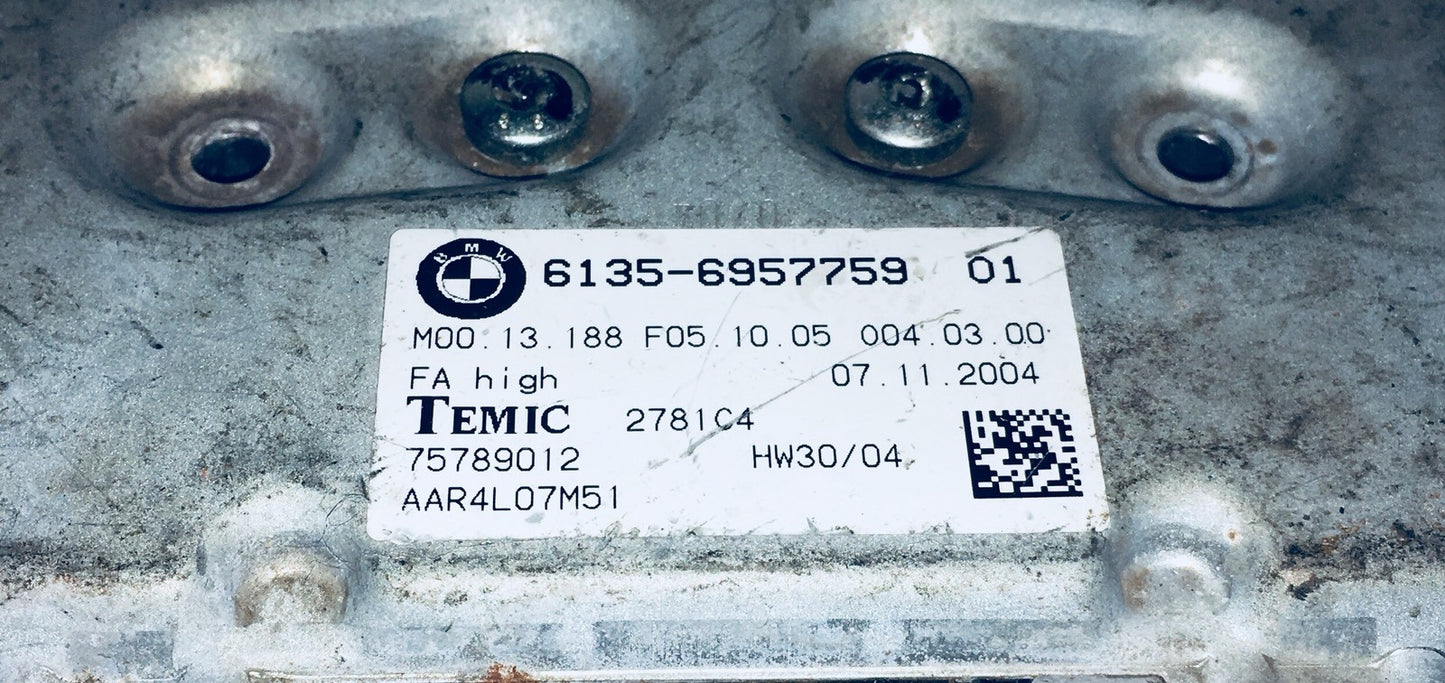 BMW
6135-6957759 01
M00.13.188 F05.10.05 004.03.00
FA high 07.11.2004
TEMIC 2781C4
75789012 HW30/04
AAR4L07M51